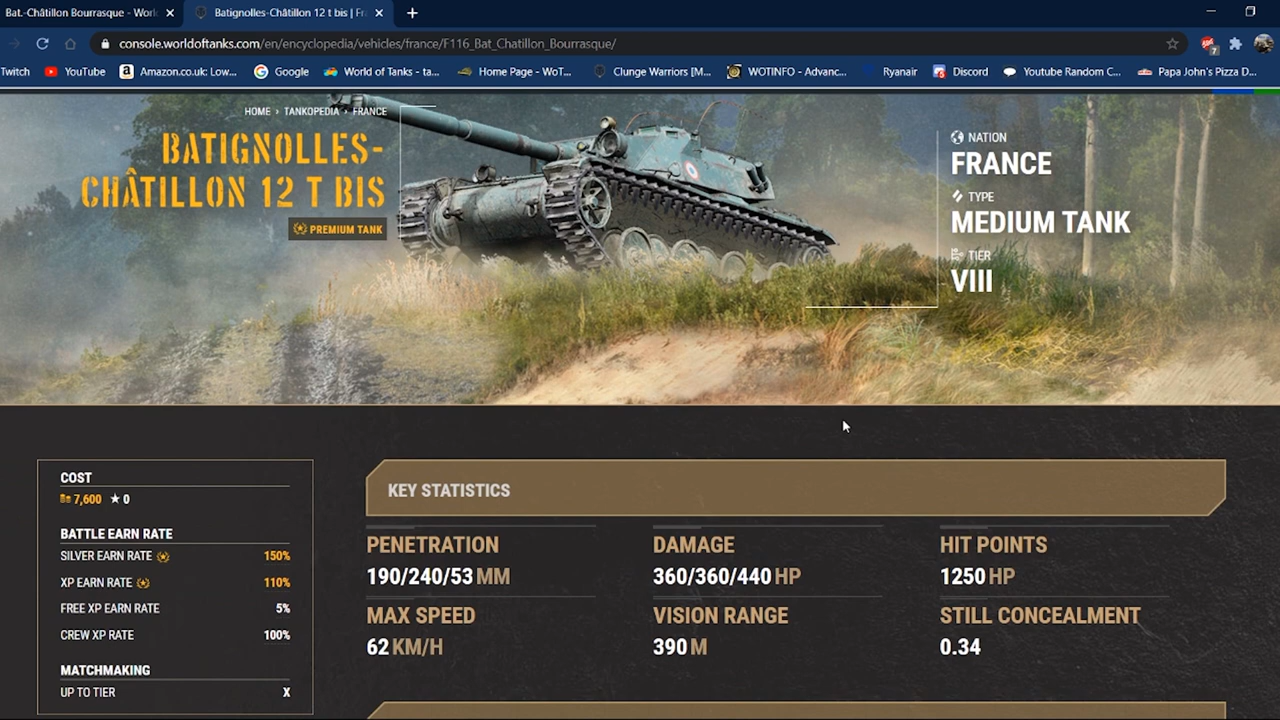 Bat.-Chatillon Bourrasque - Worl
Batignolles-Châtillon 12 t bis | Fr
console.worldoftanks.com/en/encyclopedia/vehicles/france/F116_Bat_Chatillon_Bourrasque/
Twitch YouTube Amazon.co.uk: Low... Google World of Tanks - ta... Home Page - WoT... Clunge Warriors [M... WOTINFO - Advanc... Ryanair Discord Youtube Random C... Papa John's Pizza D...
HOME › TANKOPEDIA › FRANCE
BATIGNOLLES-
CHÂTILLON 12 T BIS
PREMIUM TANK
NATION
FRANCE
TYPE
MEDIUM TANK
TIER
VIII
COST
7,600 ★ 0
BATTLE EARN RATE
SILVER EARN RATE 150%
XP EARN RATE 110%
FREE XP EARN RATE 5%
CREW XP RATE 100%
MATCHMAKING
UP TO TIER X
KEY STATISTICS
PENETRATION
190/240/53 MM
DAMAGE
360/360/440 HP
HIT POINTS
1250 HP
MAX SPEED
62 KM/H
VISION RANGE
390 M
STILL CONCEALMENT
0.34